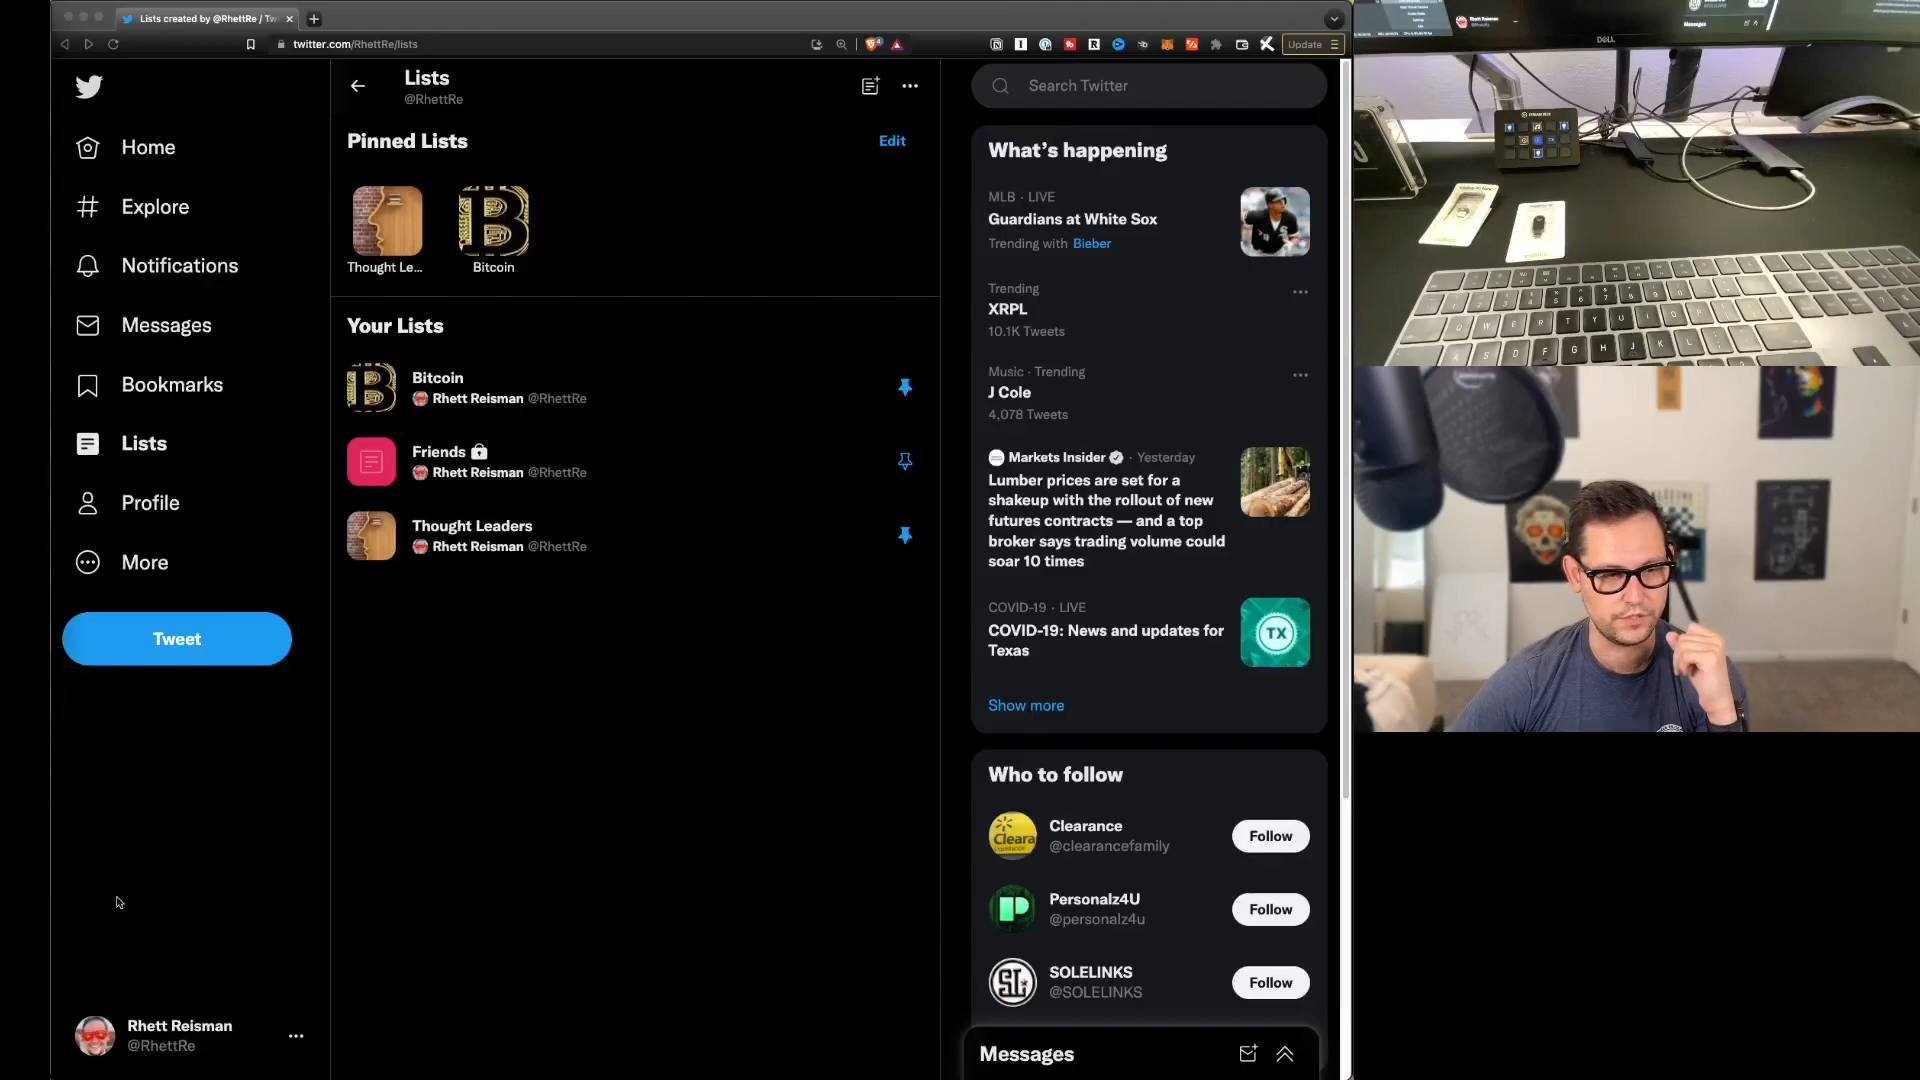 Lists created by @RhettRe / Tw
twitter.com/RhettRe/lists
Update
Lists
@RhettRe
Home
Explore
Notifications
Messages
Bookmarks
Lists
Profile
More
Tweet
Rhett Reisman
@RhettRe
Pinned Lists
Edit
Thought Le...
Bitcoin
Your Lists
Bitcoin
Rhett Reisman @RhettRe
Friends
Rhett Reisman @RhettRe
Thought Leaders
Rhett Reisman @RhettRe
Search Twitter
What's happening
MLB · LIVE
Guardians at White Sox
Trending with Bieber
Trending
XRPL
10.1K Tweets
Music · Trending
J Cole
4,078 Tweets
Markets Insider · Yesterday
Lumber prices are set for a
shakeup with the rollout of new
futures contracts — and a top
broker says trading volume could
soar 10 times
COVID-19 · LIVE
COVID-19: News and updates for
Texas
TX
Show more
Who to follow
Clearance
@clearancefamily
Follow
Personalz4U
@personalz4u
Follow
SOLELINKS
@SOLELINKS
Follow
Messages
DELL